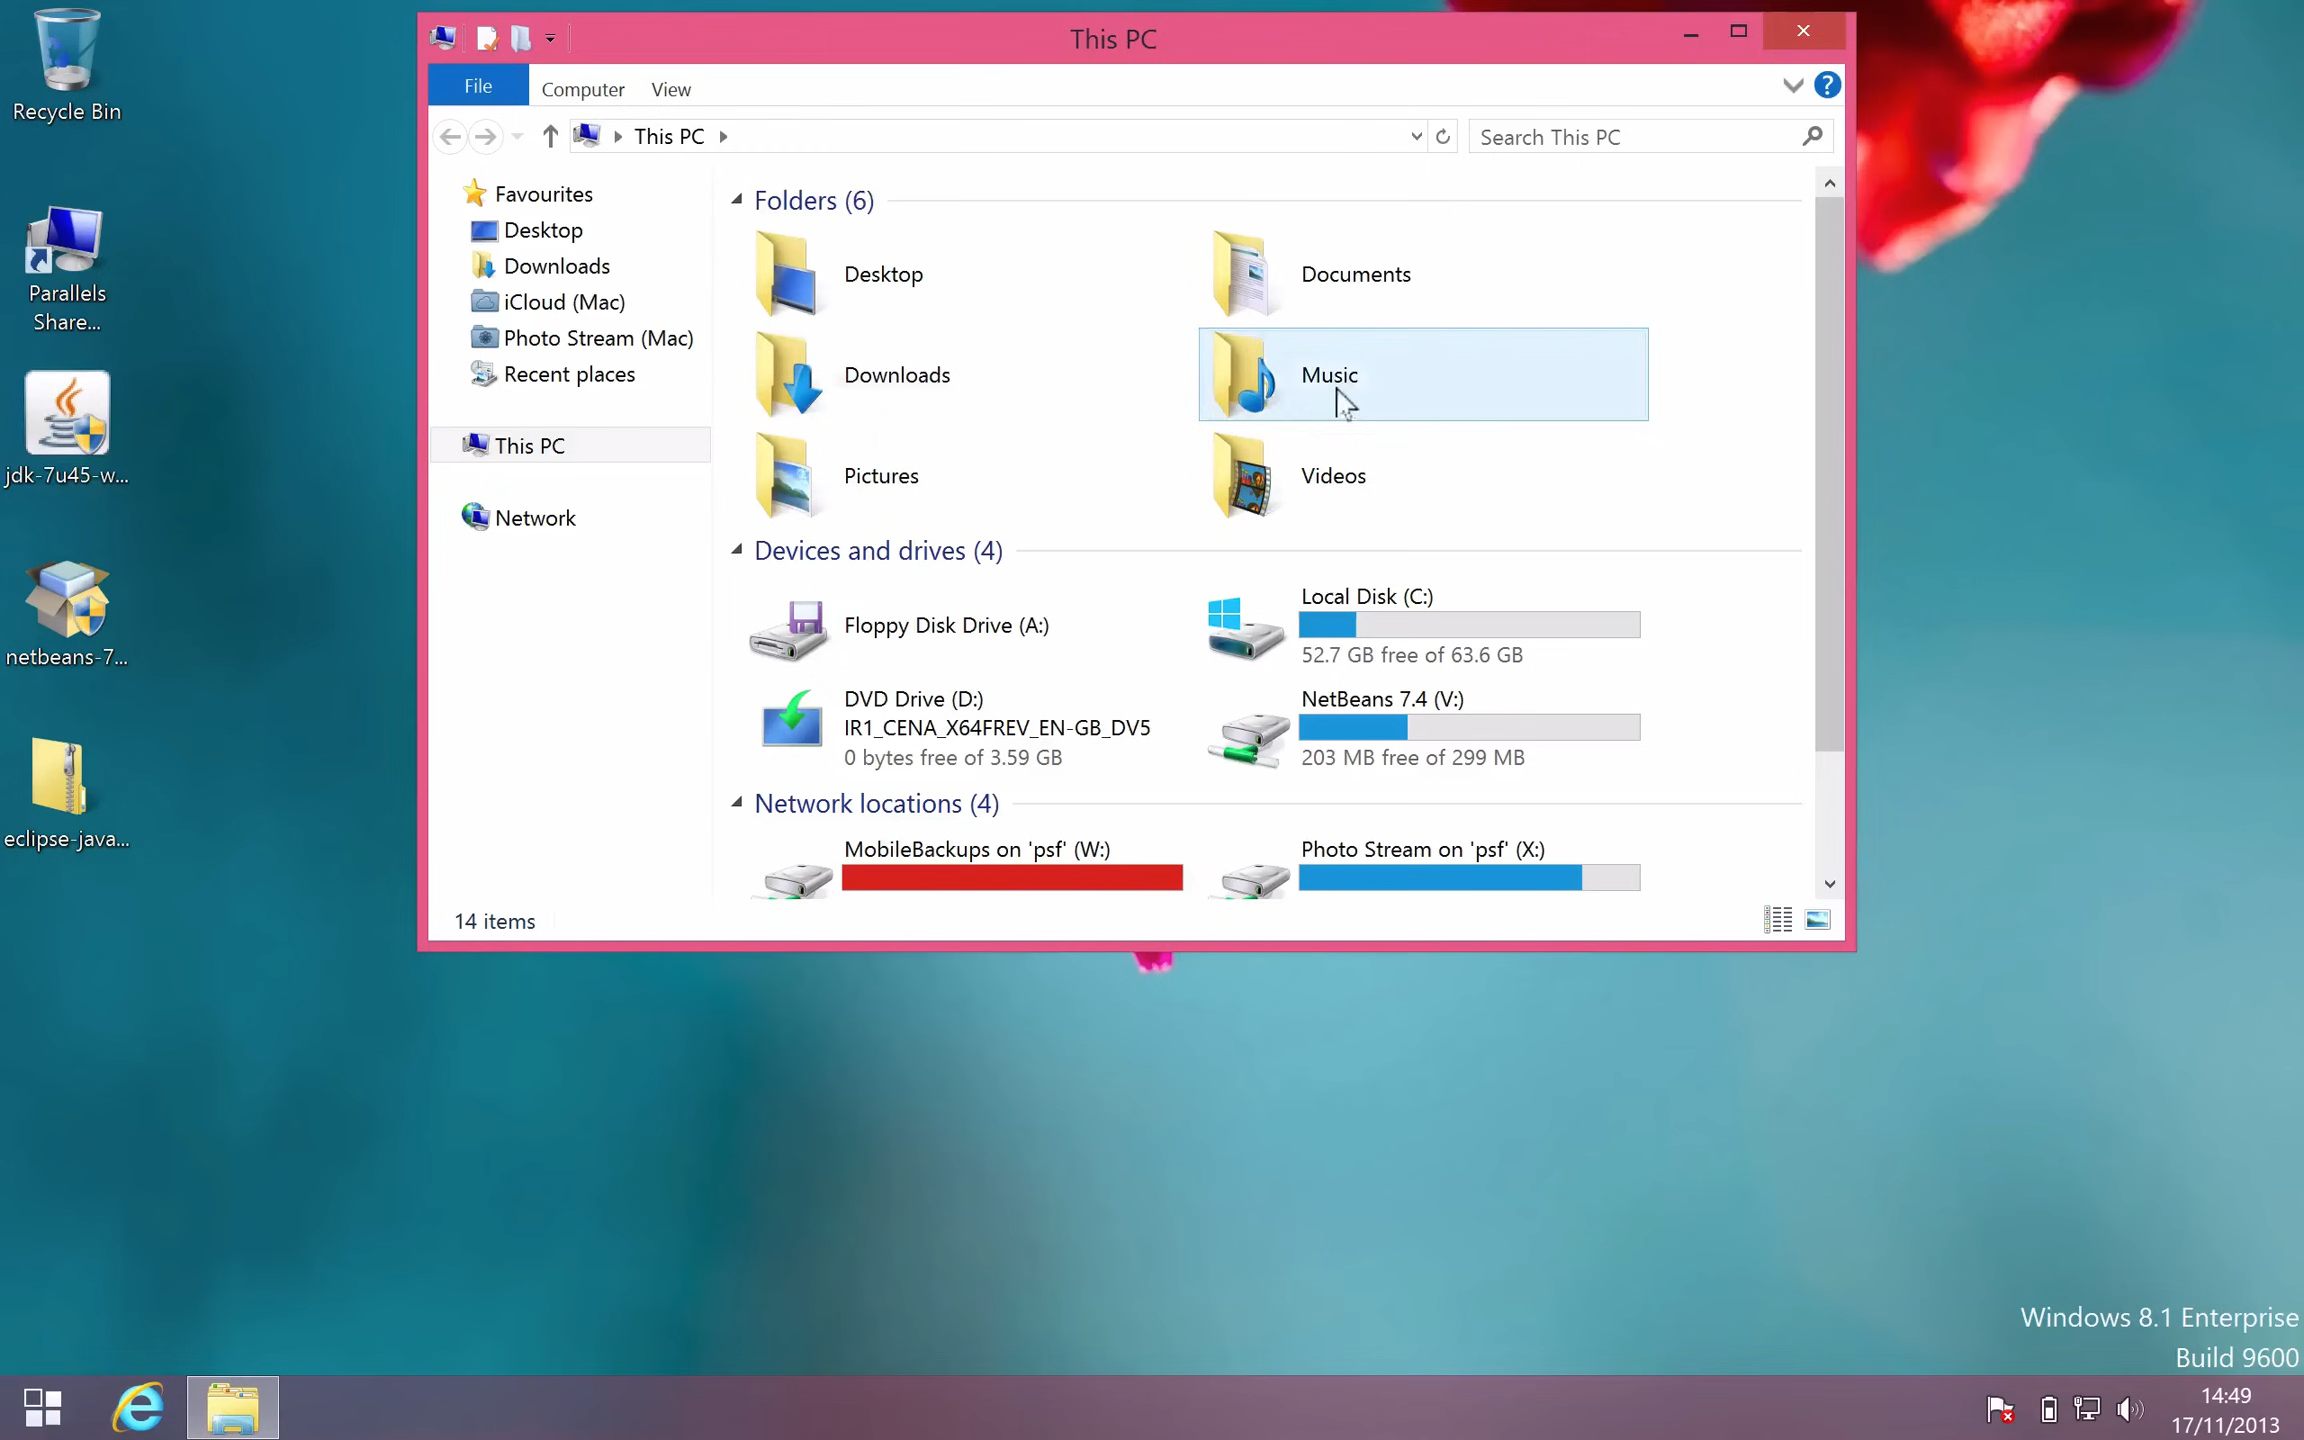 Recycle Bin
Parallels
Share...
jdk-7u45-w...
netbeans-7...
eclipse-java...
This PC
File
Computer
View
This PC
Search This PC
Favourites
Desktop
Downloads
iCloud (Mac)
Photo Stream (Mac)
Recent places
This PC
Network
Folders (6)
Desktop
Documents
Downloads
Music
Pictures
Videos
Devices and drives (4)
Floppy Disk Drive (A:)
Local Disk (C:)
52.7 GB free of 63.6 GB
DVD Drive (D:)
IR1_CENA_X64FREV_EN-GB_DV5
0 bytes free of 3.59 GB
NetBeans 7.4 (V:)
203 MB free of 299 MB
Network locations (4)
MobileBackups on 'psf' (W:)
Photo Stream on 'psf' (X:)
14 items
Windows 8.1 Enterprise
Build 9600
14:49
17/11/2013